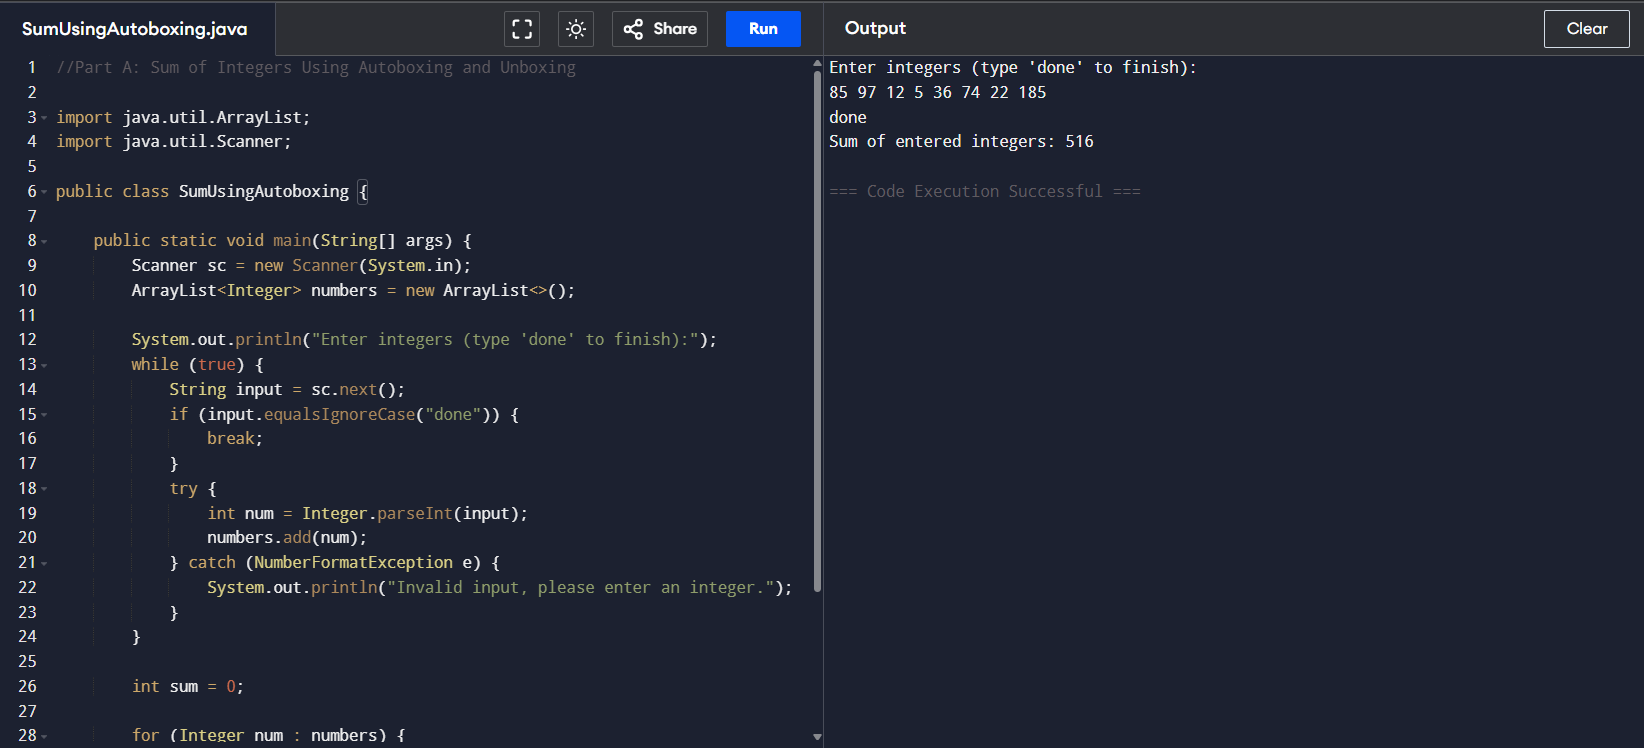 SumUsingAutoboxing.java
Share
Run
1 //Part A: Sum of Integers Using Autoboxing and Unboxing
2
3 import java.util.ArrayList;
4 import java.util.Scanner;
5
6 public class SumUsingAutoboxing {
7
8     public static void main(String[] args) {
9         Scanner sc = new Scanner(System.in);
10         ArrayList<Integer> numbers = new ArrayList<>();
11
12         System.out.println("Enter integers (type 'done' to finish):");
13         while (true) {
14             String input = sc.next();
15             if (input.equalsIgnoreCase("done")) {
16                 break;
17             }
18             try {
19                 int num = Integer.parseInt(input);
20                 numbers.add(num);
21             } catch (NumberFormatException e) {
22                 System.out.println("Invalid input, please enter an integer.");
23             }
24         }
25
26         int sum = 0;
27
28         for (Integer num : numbers) {
Output
Clear
Enter integers (type 'done' to finish):
85 97 12 5 36 74 22 185
done
Sum of entered integers: 516
=== Code Execution Successful ===